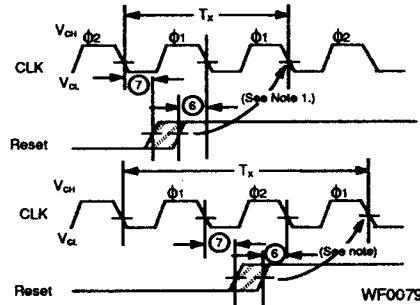 Tx
VCH ϕ2 ϕ1 ϕ1 ϕ2
CLK
VCL
7
6
(See Note 1.)
Reset
Tx
VCH ϕ1 ϕ2 ϕ1
CLK
VCL
7
6
(See note)
Reset
WF0079